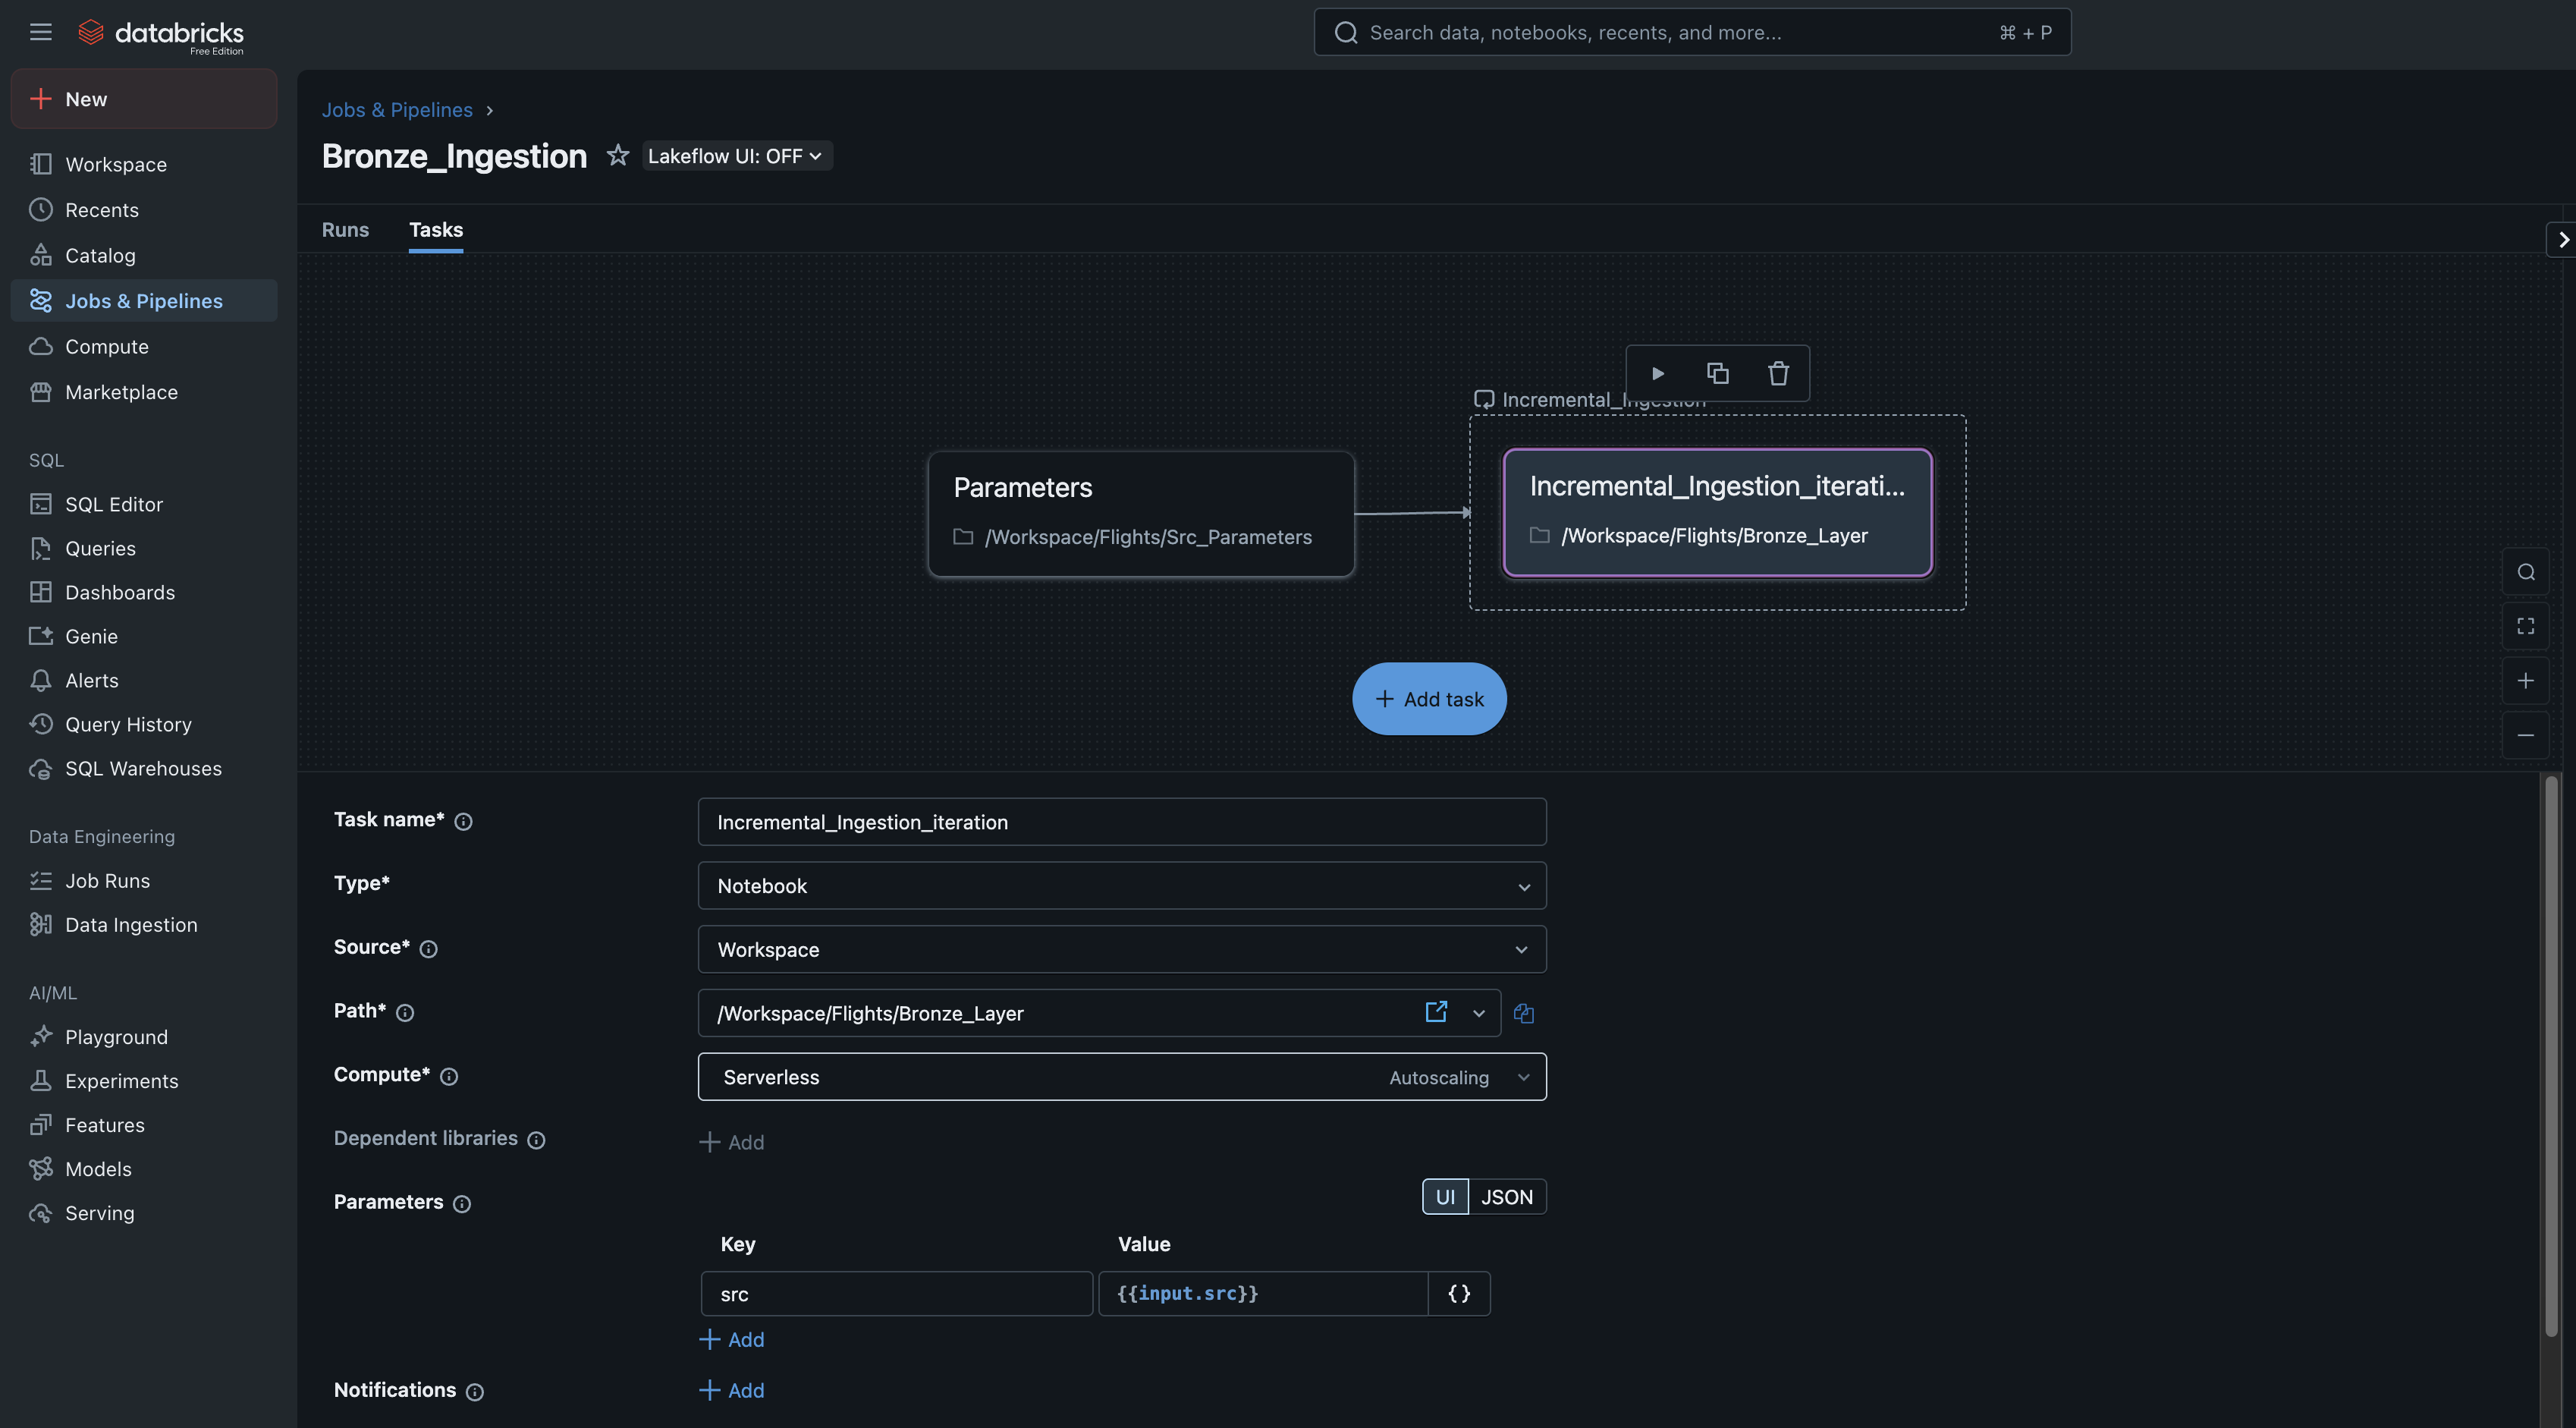 databricks
Free Edition
Search data, notebooks, recents, and more...
⌘ + P
New
Workspace
Recents
Catalog
Jobs & Pipelines
Compute
Marketplace
SQL
SQL Editor
Queries
Dashboards
Genie
Alerts
Query History
SQL Warehouses
Data Engineering
Job Runs
Data Ingestion
AI/ML
Playground
Experiments
Features
Models
Serving
Jobs & Pipelines ›
Bronze_Ingestion
Lakeflow UI: OFF
Runs
Tasks
Incremental_Ingestion
Parameters
/Workspace/Flights/Src_Parameters
Incremental_Ingestion_iterati...
/Workspace/Flights/Bronze_Layer
+ Add task
Task name*
Incremental_Ingestion_iteration
Type*
Notebook
Source*
Workspace
Path*
/Workspace/Flights/Bronze_Layer
Compute*
Serverless
Autoscaling
Dependent libraries
+ Add
Parameters
UI
JSON
Key
Value
src
{{input.src}}
{}
+ Add
Notifications
+ Add